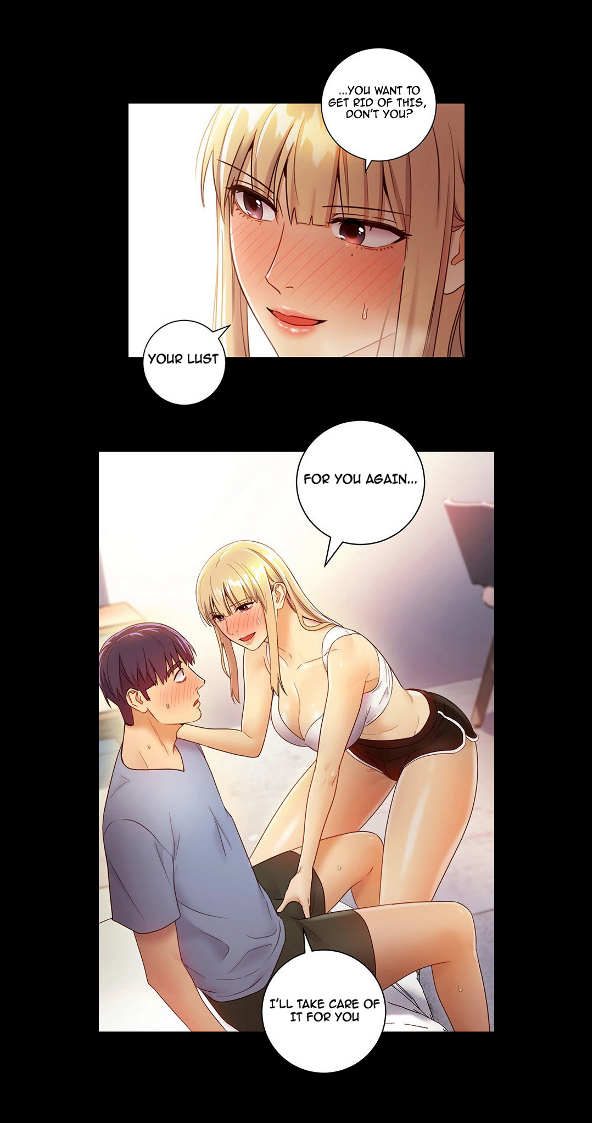 ...YOU WANT TO
GET RID OF THIS,
DON'T YOU?
YOUR LUST
FOR YOU AGAIN...
I'LL TAKE CARE OF
IT FOR YOU